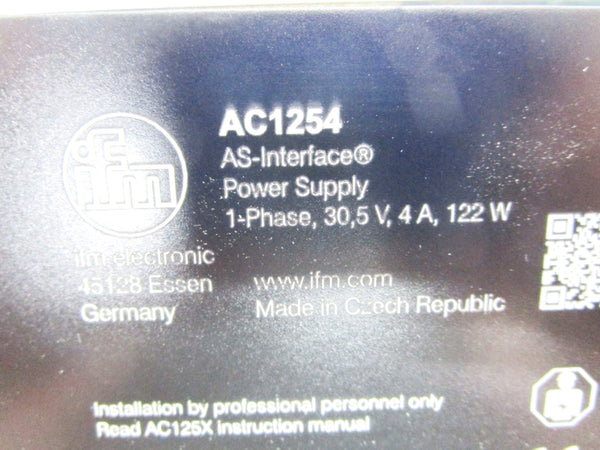 AC1254
AS-Interface®
Power Supply
1-Phase, 30,5 V, 4 A, 122 W
ifm
ifm electronic
45128 Essen
Germany
www.ifm.com
Made in Czech Republic
Installation by professional personnel only
Read AC125X instruction manual